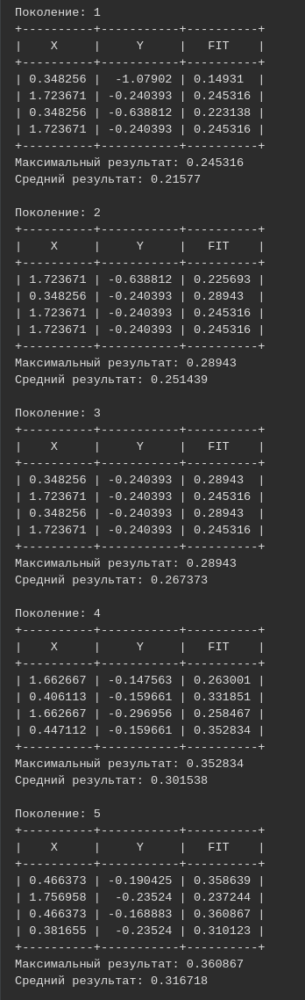 Поколение: 1
+----------+-----------+----------+
|    X     |     Y     |   FIT    |
+----------+-----------+----------+
| 0.348256 |  -1.07902 | 0.14931  |
| 1.723671 | -0.240393 | 0.245316 |
| 0.348256 | -0.638812 | 0.223138 |
| 1.723671 | -0.240393 | 0.245316 |
+----------+-----------+----------+
Максимальный результат: 0.245316
Средний результат: 0.21577

Поколение: 2
+----------+-----------+----------+
|    X     |     Y     |   FIT    |
+----------+-----------+----------+
| 1.723671 | -0.638812 | 0.225693 |
| 0.348256 | -0.240393 | 0.28943  |
| 1.723671 | -0.240393 | 0.245316 |
| 1.723671 | -0.240393 | 0.245316 |
+----------+-----------+----------+
Максимальный результат: 0.28943
Средний результат: 0.251439

Поколение: 3
+----------+-----------+----------+
|    X     |     Y     |   FIT    |
+----------+-----------+----------+
| 0.348256 | -0.240393 | 0.28943  |
| 1.723671 | -0.240393 | 0.245316 |
| 0.348256 | -0.240393 | 0.28943  |
| 1.723671 | -0.240393 | 0.245316 |
+----------+-----------+----------+
Максимальный результат: 0.28943
Средний результат: 0.267373

Поколение: 4
+----------+-----------+----------+
|    X     |     Y     |   FIT    |
+----------+-----------+----------+
| 1.662667 | -0.147563 | 0.263001 |
| 0.406113 | -0.159661 | 0.331851 |
| 1.662667 | -0.296956 | 0.258467 |
| 0.447112 | -0.159661 | 0.352834 |
+----------+-----------+----------+
Максимальный результат: 0.352834
Средний результат: 0.301538

Поколение: 5
+----------+-----------+----------+
|    X     |     Y     |   FIT    |
+----------+-----------+----------+
| 0.466373 | -0.190425 | 0.358639 |
| 1.756958 |  -0.23524 | 0.237244 |
| 0.466373 | -0.168883 | 0.360867 |
| 0.381655 |  -0.23524 | 0.310123 |
+----------+-----------+----------+
Максимальный результат: 0.360867
Средний результат: 0.316718